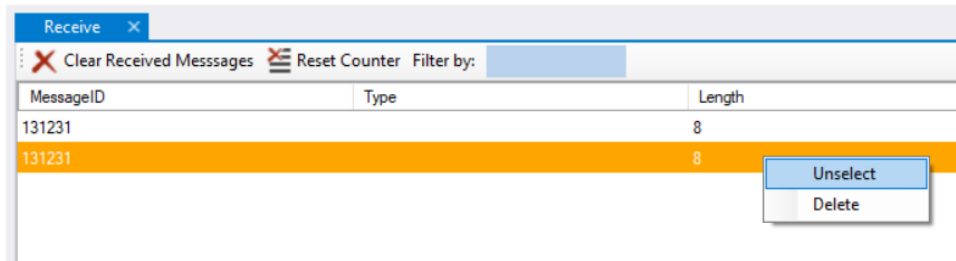 Receive
Clear Received Messsages Reset Counter Filter by:
MessageID Type Length
131231 8
131231 8
Unselect
Delete